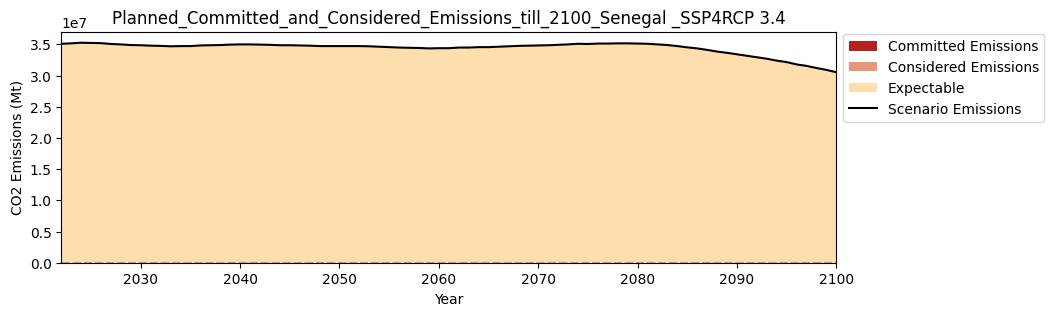 Planned_Committed_and_Considered_Emissions_till_2100_Senegal _SSP4RCP 3.4
1e7
3.5
3.0
2.5
2.0
1.5
1.0
0.5
0.0
CO2 Emissions (Mt)
2030 2040 2050 2060 2070 2080 2090 2100
Year
Committed Emissions
Considered Emissions
Expectable
Scenario Emissions